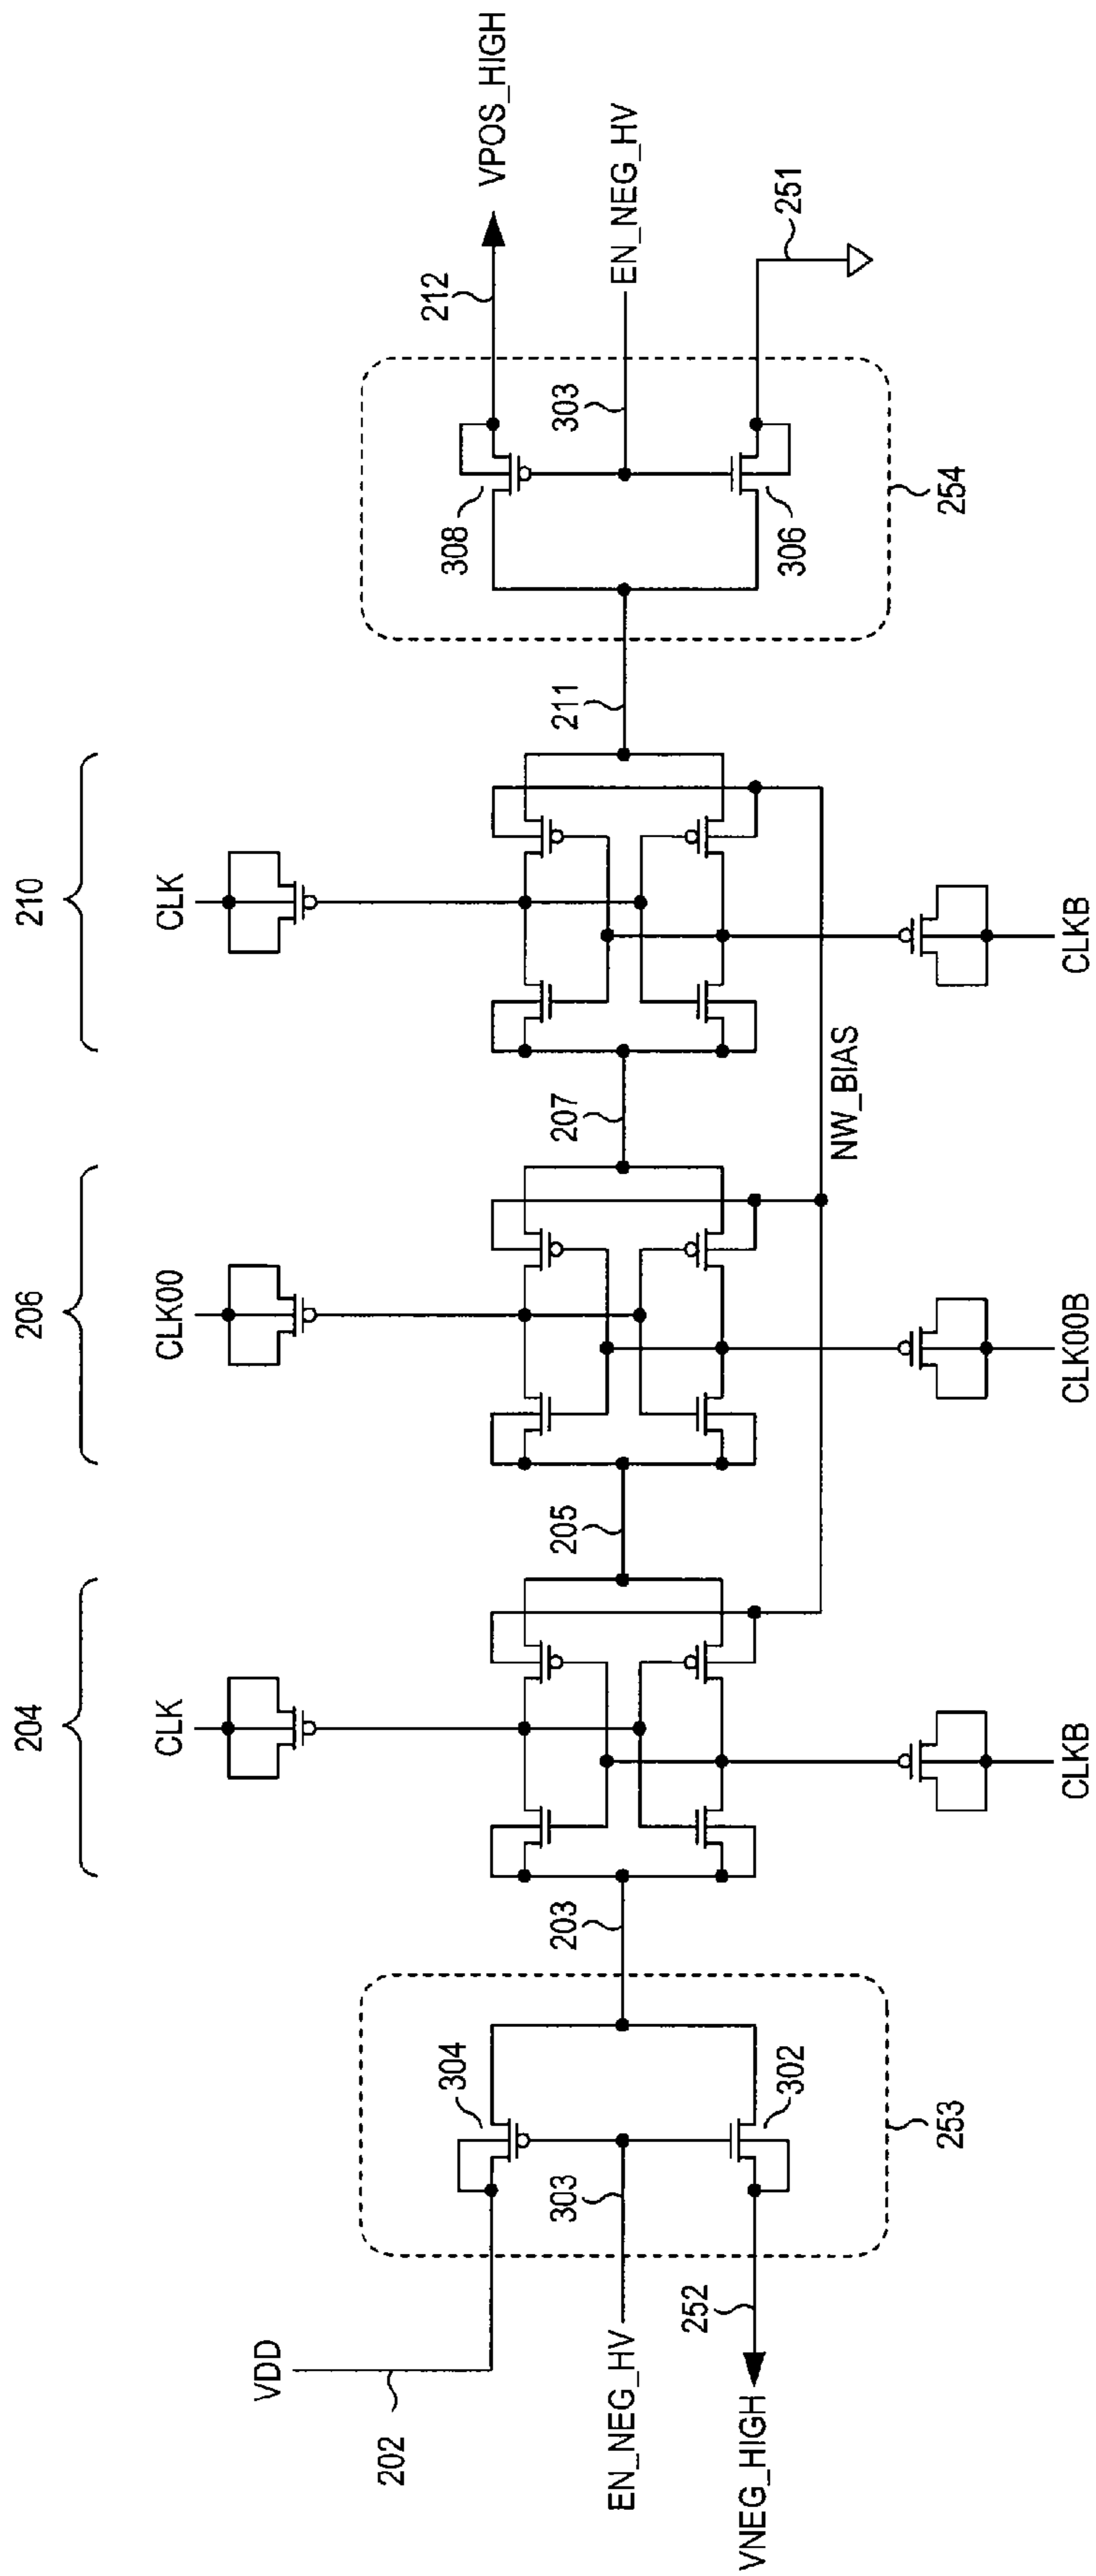 204
206
210
CLK
CLK00
CLK
VDD
202
EN_NEG_HV
303
304
302
252
VNEG_HIGH
253
203
205
207
211
NW_BIAS
CLKB
CLK00B
CLKB
308
303
306
254
212
VPOS_HIGH
EN_NEG_HV
251